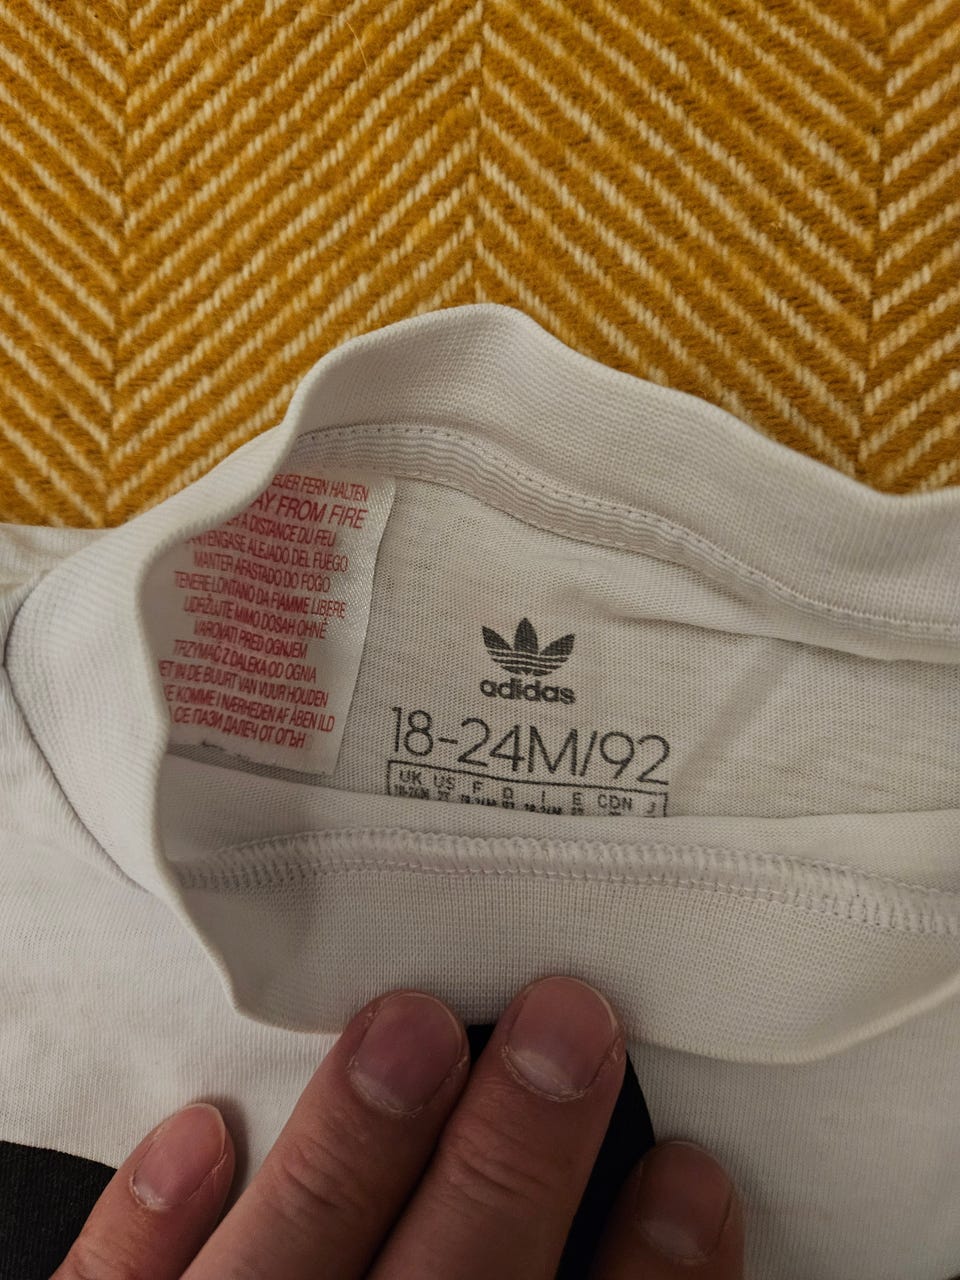 FERN HALTEN
AY FROM FIRE
À DISTANCE DU FEU
ANTENGASE ALEJADO DEL FUEGO
MANTER AFASTADO DO FOGO
TENERE LONTANO DA FIAMME LIBERE
UDRŽUJTE MIMO DOSAH OHNĚ
VAROVATI PRED OGNJEM
TRZYMAĆ Z DALEKA OD OGNIA
ET IN DE BUURT VAN VUUR HOUDEN
E KOMME I NÆRHEDEN AF ÅBEN ILD
СЕ ПАЗИ ДАЛЕЧ ОТ ОГЪН
adidas
18-24M/92
UK US F D I E CDN J